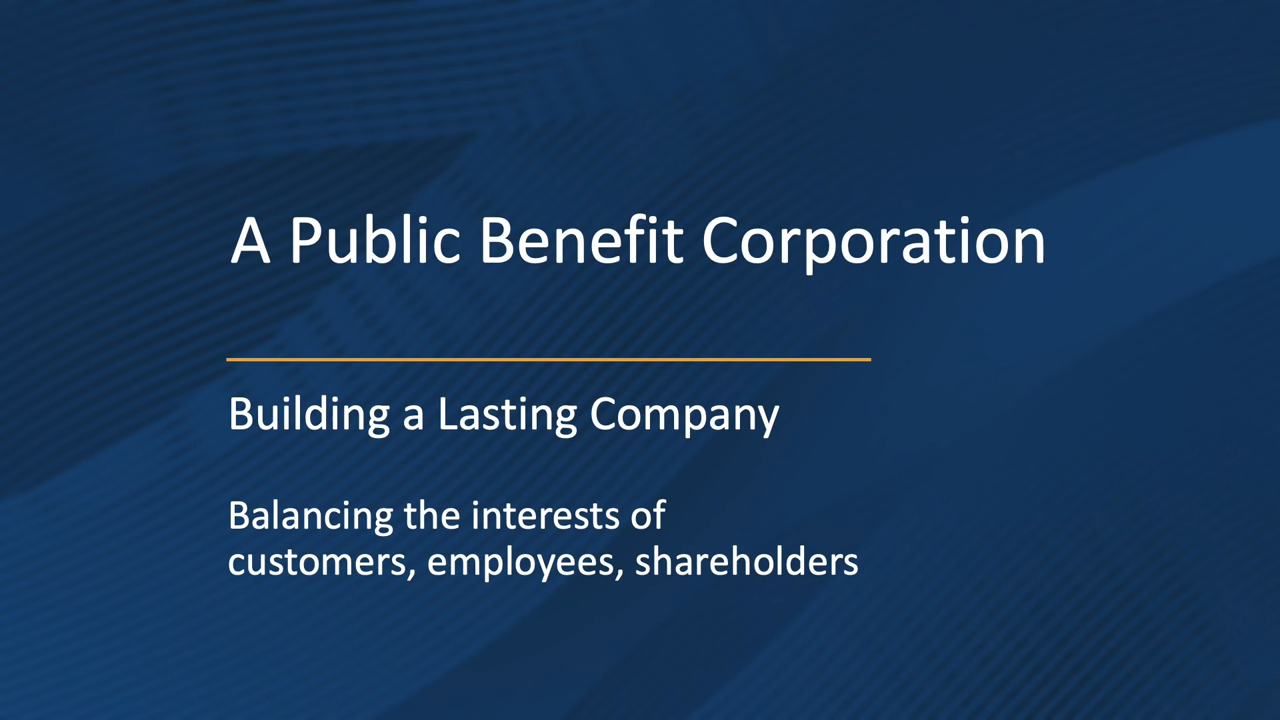 A Public Benefit Corporation
Building a Lasting Company
Balancing the interests of
customers, employees, shareholders